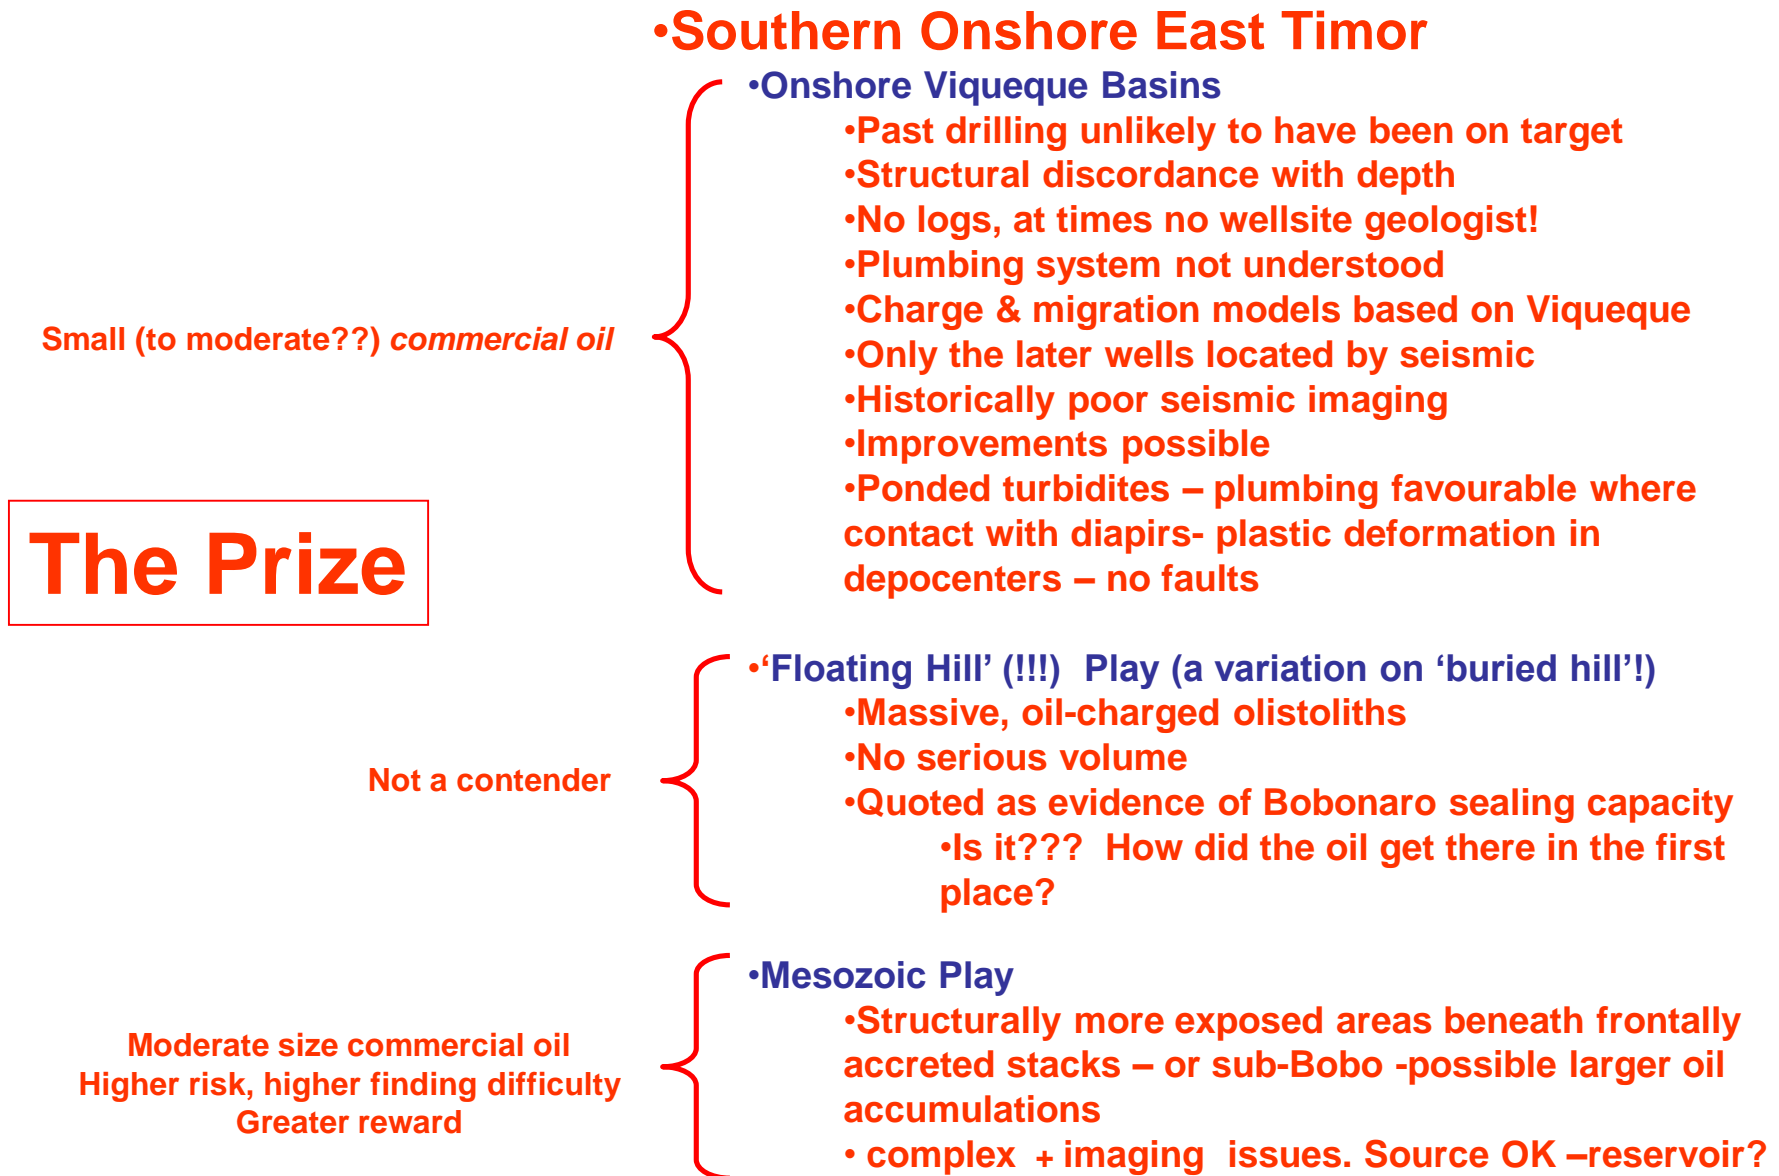 •Southern Onshore East Timor
•Onshore Viqueque Basins
•Past drilling unlikely to have been on target
•Structural discordance with depth
•No logs, at times no wellsite geologist!
•Plumbing system not understood
•Charge & migration models based on Viqueque
•Only the later wells located by seismic
•Historically poor seismic imaging
•Improvements possible
•Ponded turbidites – plumbing favourable where
contact with diapirs- plastic deformation in
depocenters – no faults
Small (to moderate??) commercial oil
The Prize
•‘Floating Hill’ (!!!) Play (a variation on ‘buried hill’!)
•Massive, oil-charged olistoliths
•No serious volume
•Quoted as evidence of Bobonaro sealing capacity
•Is it??? How did the oil get there in the first
place?
Not a contender
•Mesozoic Play
•Structurally more exposed areas beneath frontally
accreted stacks – or sub-Bobo -possible larger oil
accumulations
• complex + imaging issues. Source OK –reservoir?
Moderate size commercial oil
Higher risk, higher finding difficulty
Greater reward